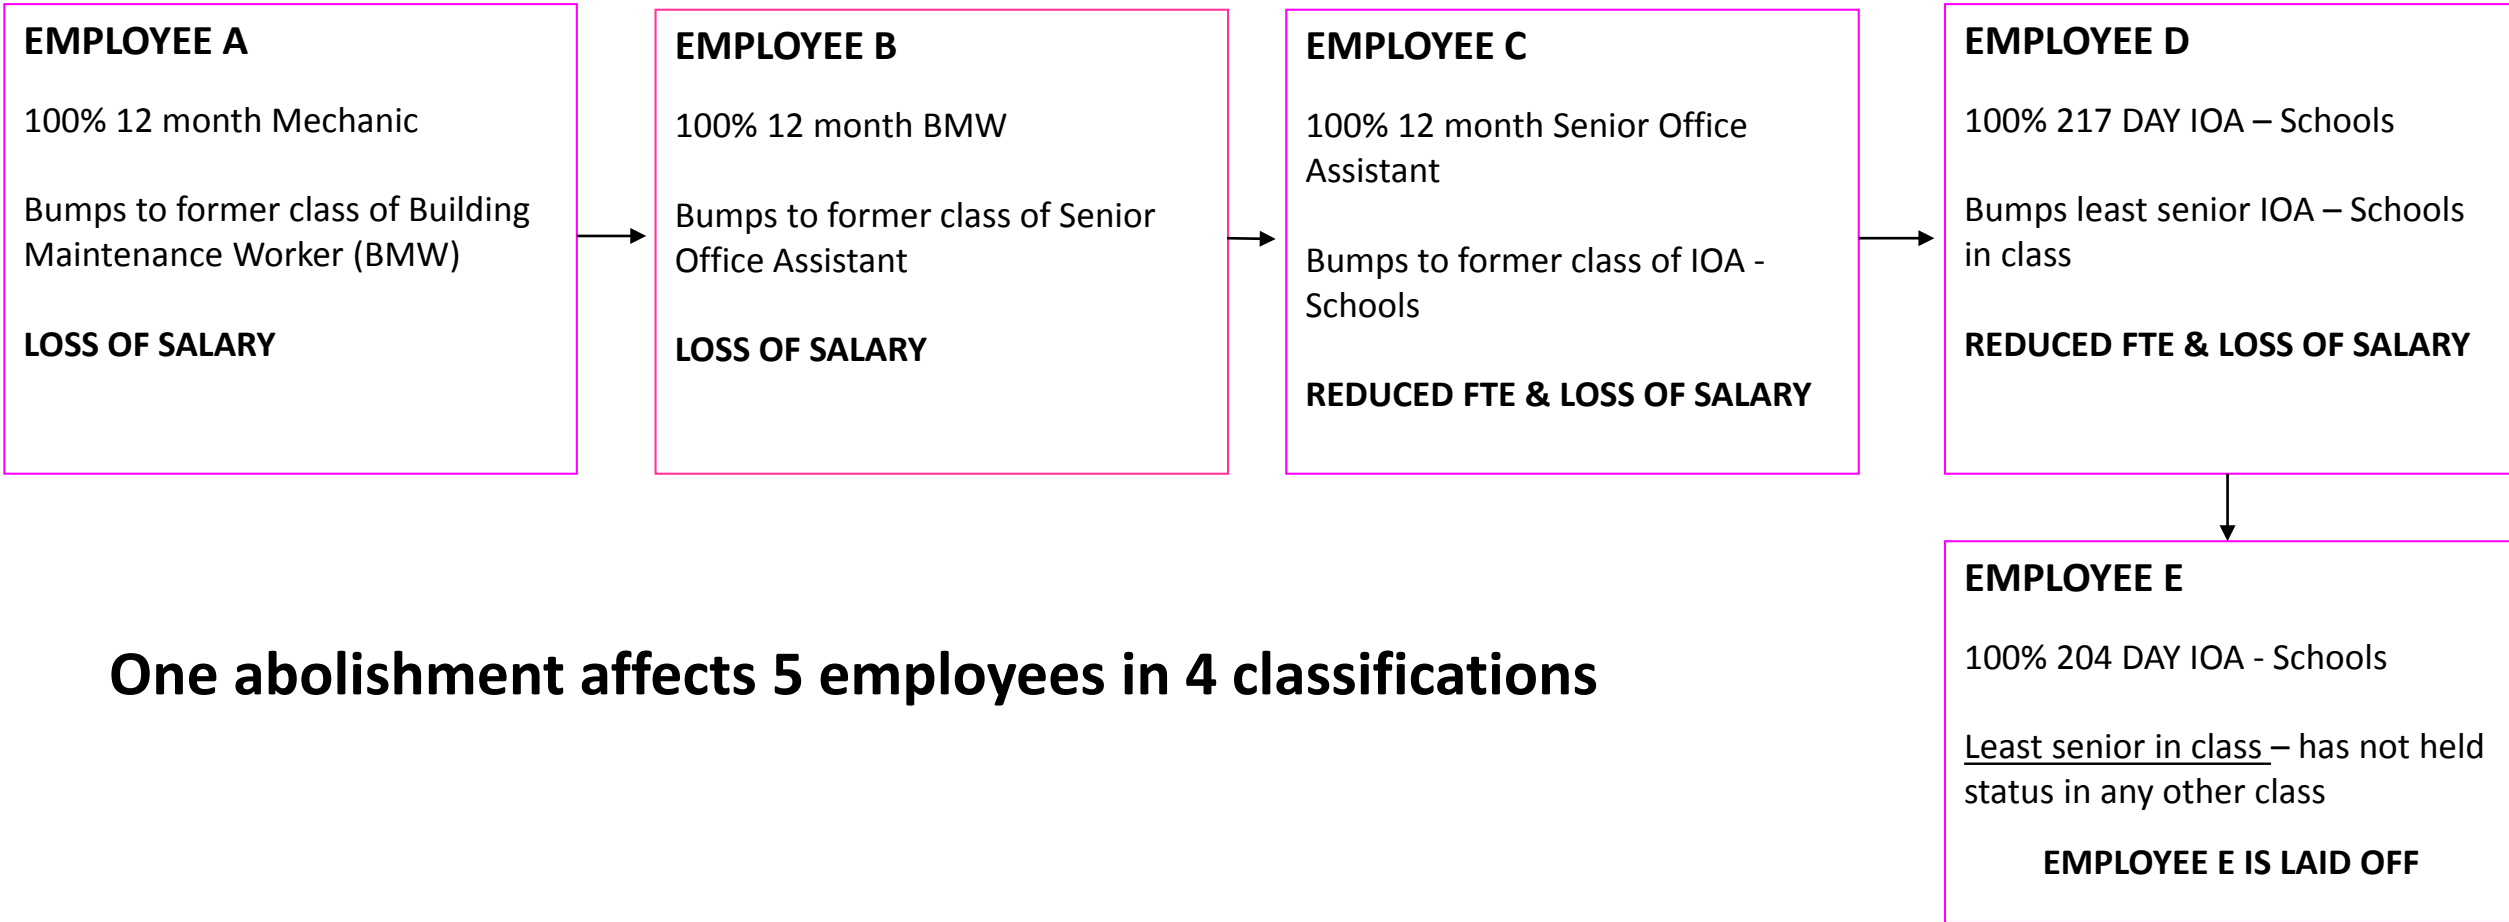 EMPLOYEE A
100% 12 month Mechanic
Bumps to former class of Building
Maintenance Worker (BMW)
LOSS OF SALARY
EMPLOYEE B
100% 12 month BMW
Bumps to former class of Senior
Office Assistant
LOSS OF SALARY
EMPLOYEE C
100% 12 month Senior Office
Assistant
Bumps to former class of IOA -
Schools
REDUCED FTE & LOSS OF SALARY
EMPLOYEE D
100% 217 DAY IOA – Schools
Bumps least senior IOA – Schools
in class
REDUCED FTE & LOSS OF SALARY
EMPLOYEE E
100% 204 DAY IOA - Schools
Least senior in class – has not held
status in any other class
EMPLOYEE E IS LAID OFF
One abolishment affects 5 employees in 4 classifications